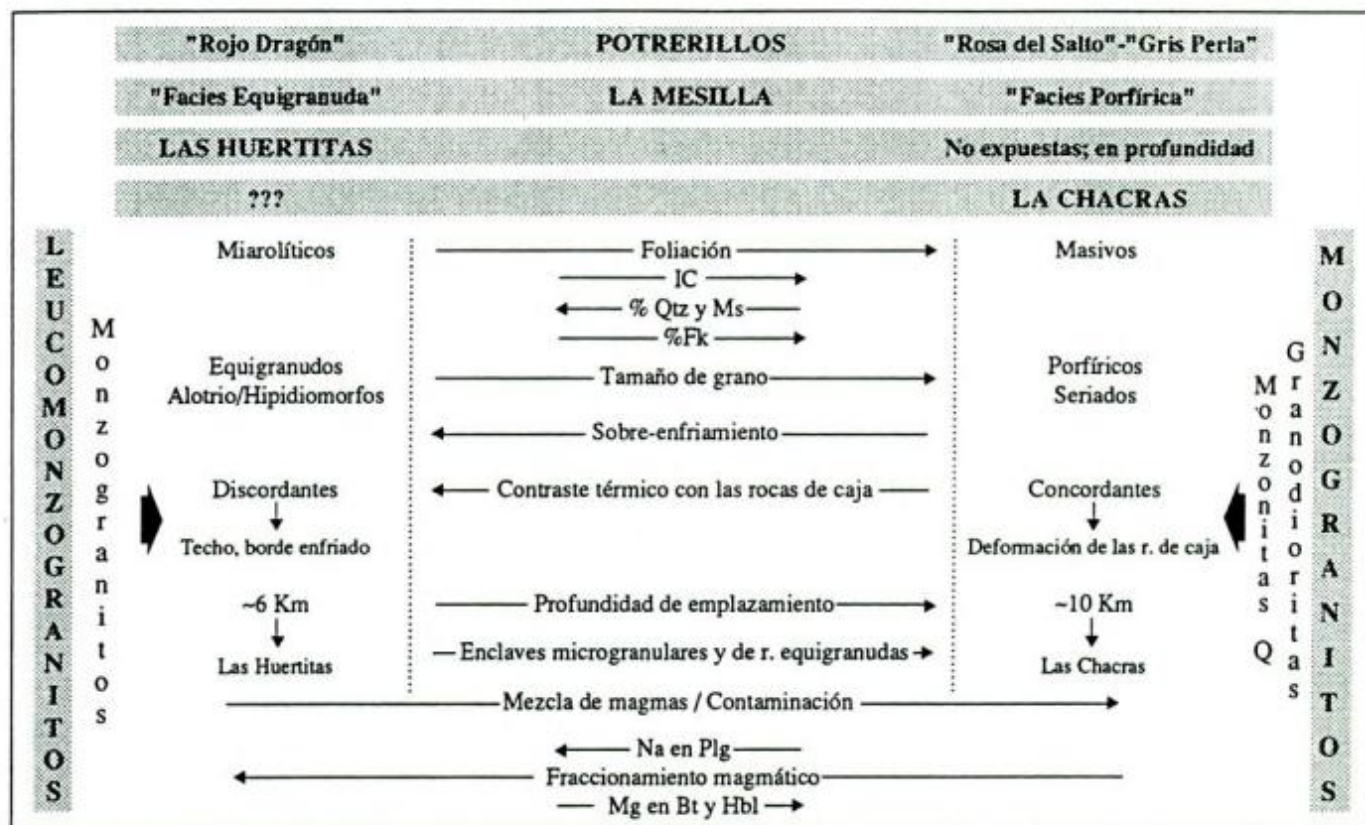 "Rojo Dragón" POTRERILLOS "Rosa del Salto"-"Gris Perla"
"Facies Equigranuda" LA MESILLA "Facies Porfírica"
LAS HUERTITAS No expuestas; en profundidad
??? LA CHACRAS
LEUCOMONZOGRANITOS
Monzogranitos
Miarolíticos Foliación Masivos
IC
% Qtz y Ms
%Fk
Equigranudos Tamaño de grano Porfíricos
Alotrio/Hipidiomorfos Seriados
Sobre-enfriamiento
Discordantes Contraste térmico con las rocas de caja Concordantes
Techo, borde enfriado Deformación de las r. de caja
~6 Km Profundidad de emplazamiento ~10 Km
Las Huertitas Enclaves microgranulares y de r. equigranudas Las Chacras
Mezcla de magmas / Contaminación
Na en Plg
Fraccionamiento magmático
Mg en Bt y Hbl
Monzonitas Q
Granodioritas
MONZOGRANITOS